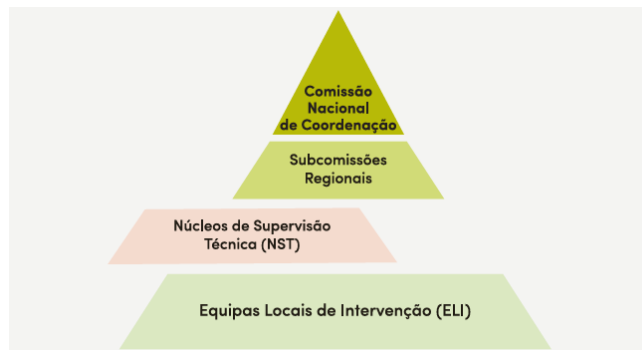 Comissão
Nacional
de Coordenação
Subcomissões
Regionais
Núcleos de Supervisão
Técnica (NST)
Equipas Locais de Intervenção (ELI)